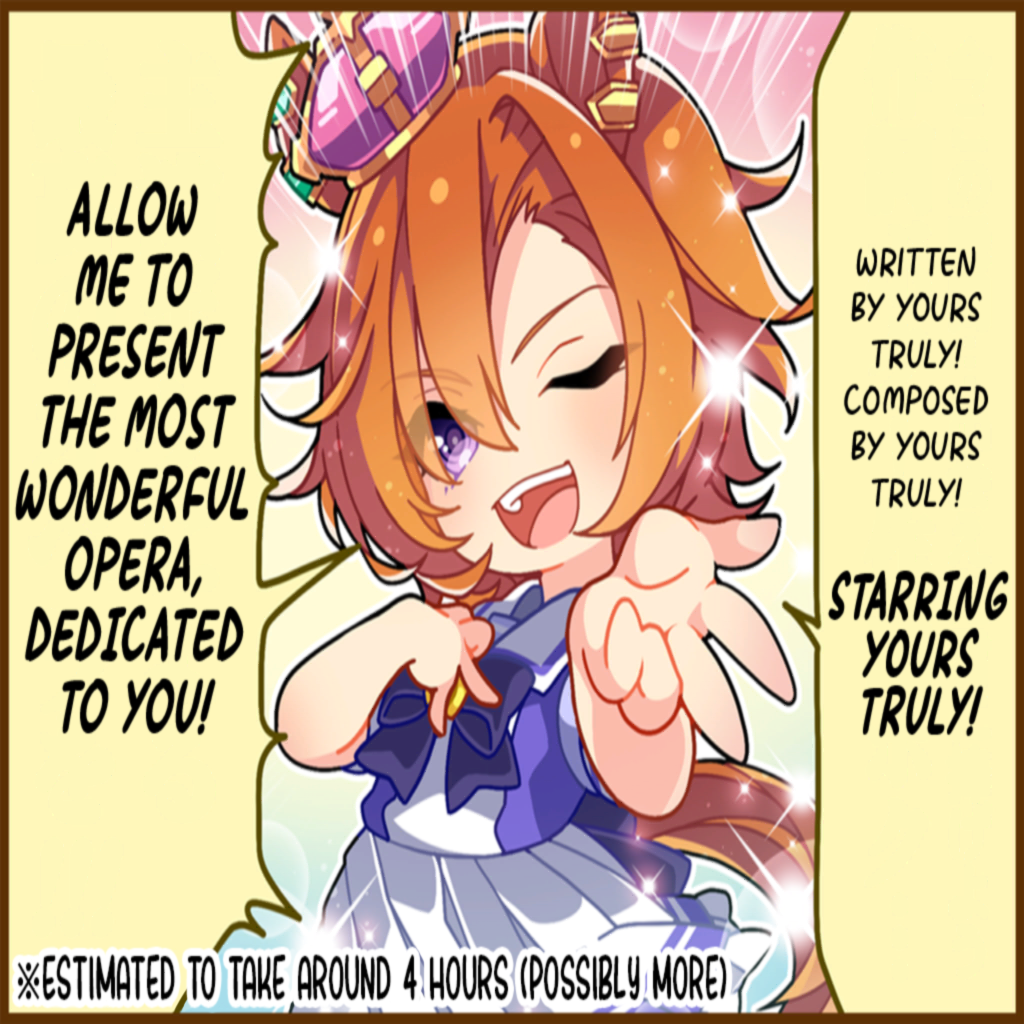 ALLOW
ME TO
PRESENT
THE MOST
WONDERFUL
OPERA,
DEDICATED
TO YOU!
WRITTEN
BY YOURS
TRULY!
COMPOSED
BY YOURS
TRULY!
STARRING
YOURS
TRULY!
※ESTIMATED TO TAKE AROUND 4 HOURS (POSSIBLY MORE)